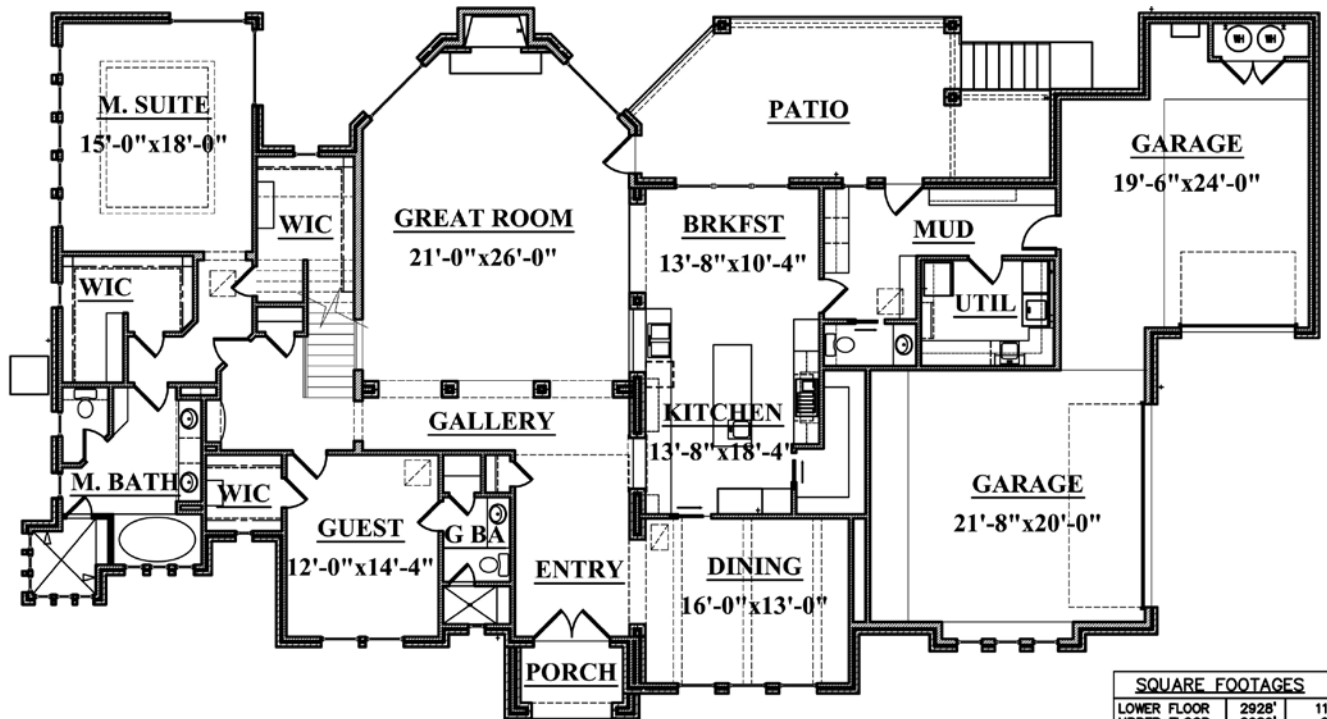 M. SUITE
15'-0"x18'-0"
WIC
GREAT ROOM
21'-0"x26'-0"
PATIO
WH WH
GARAGE
19'-6"x24'-0"
BRKFST
13'-8"x10'-4"
MUD
UTIL
WIC
GALLERY
KITCHEN
13'-8"x18'-4"
M. BATH
WIC
GUEST
12'-0"x14'-4"
G BA
ENTRY
DINING
16'-0"x13'-0"
GARAGE
21'-8"x20'-0"
PORCH
SQUARE FOOTAGES
LOWER FLOOR 2928' 11